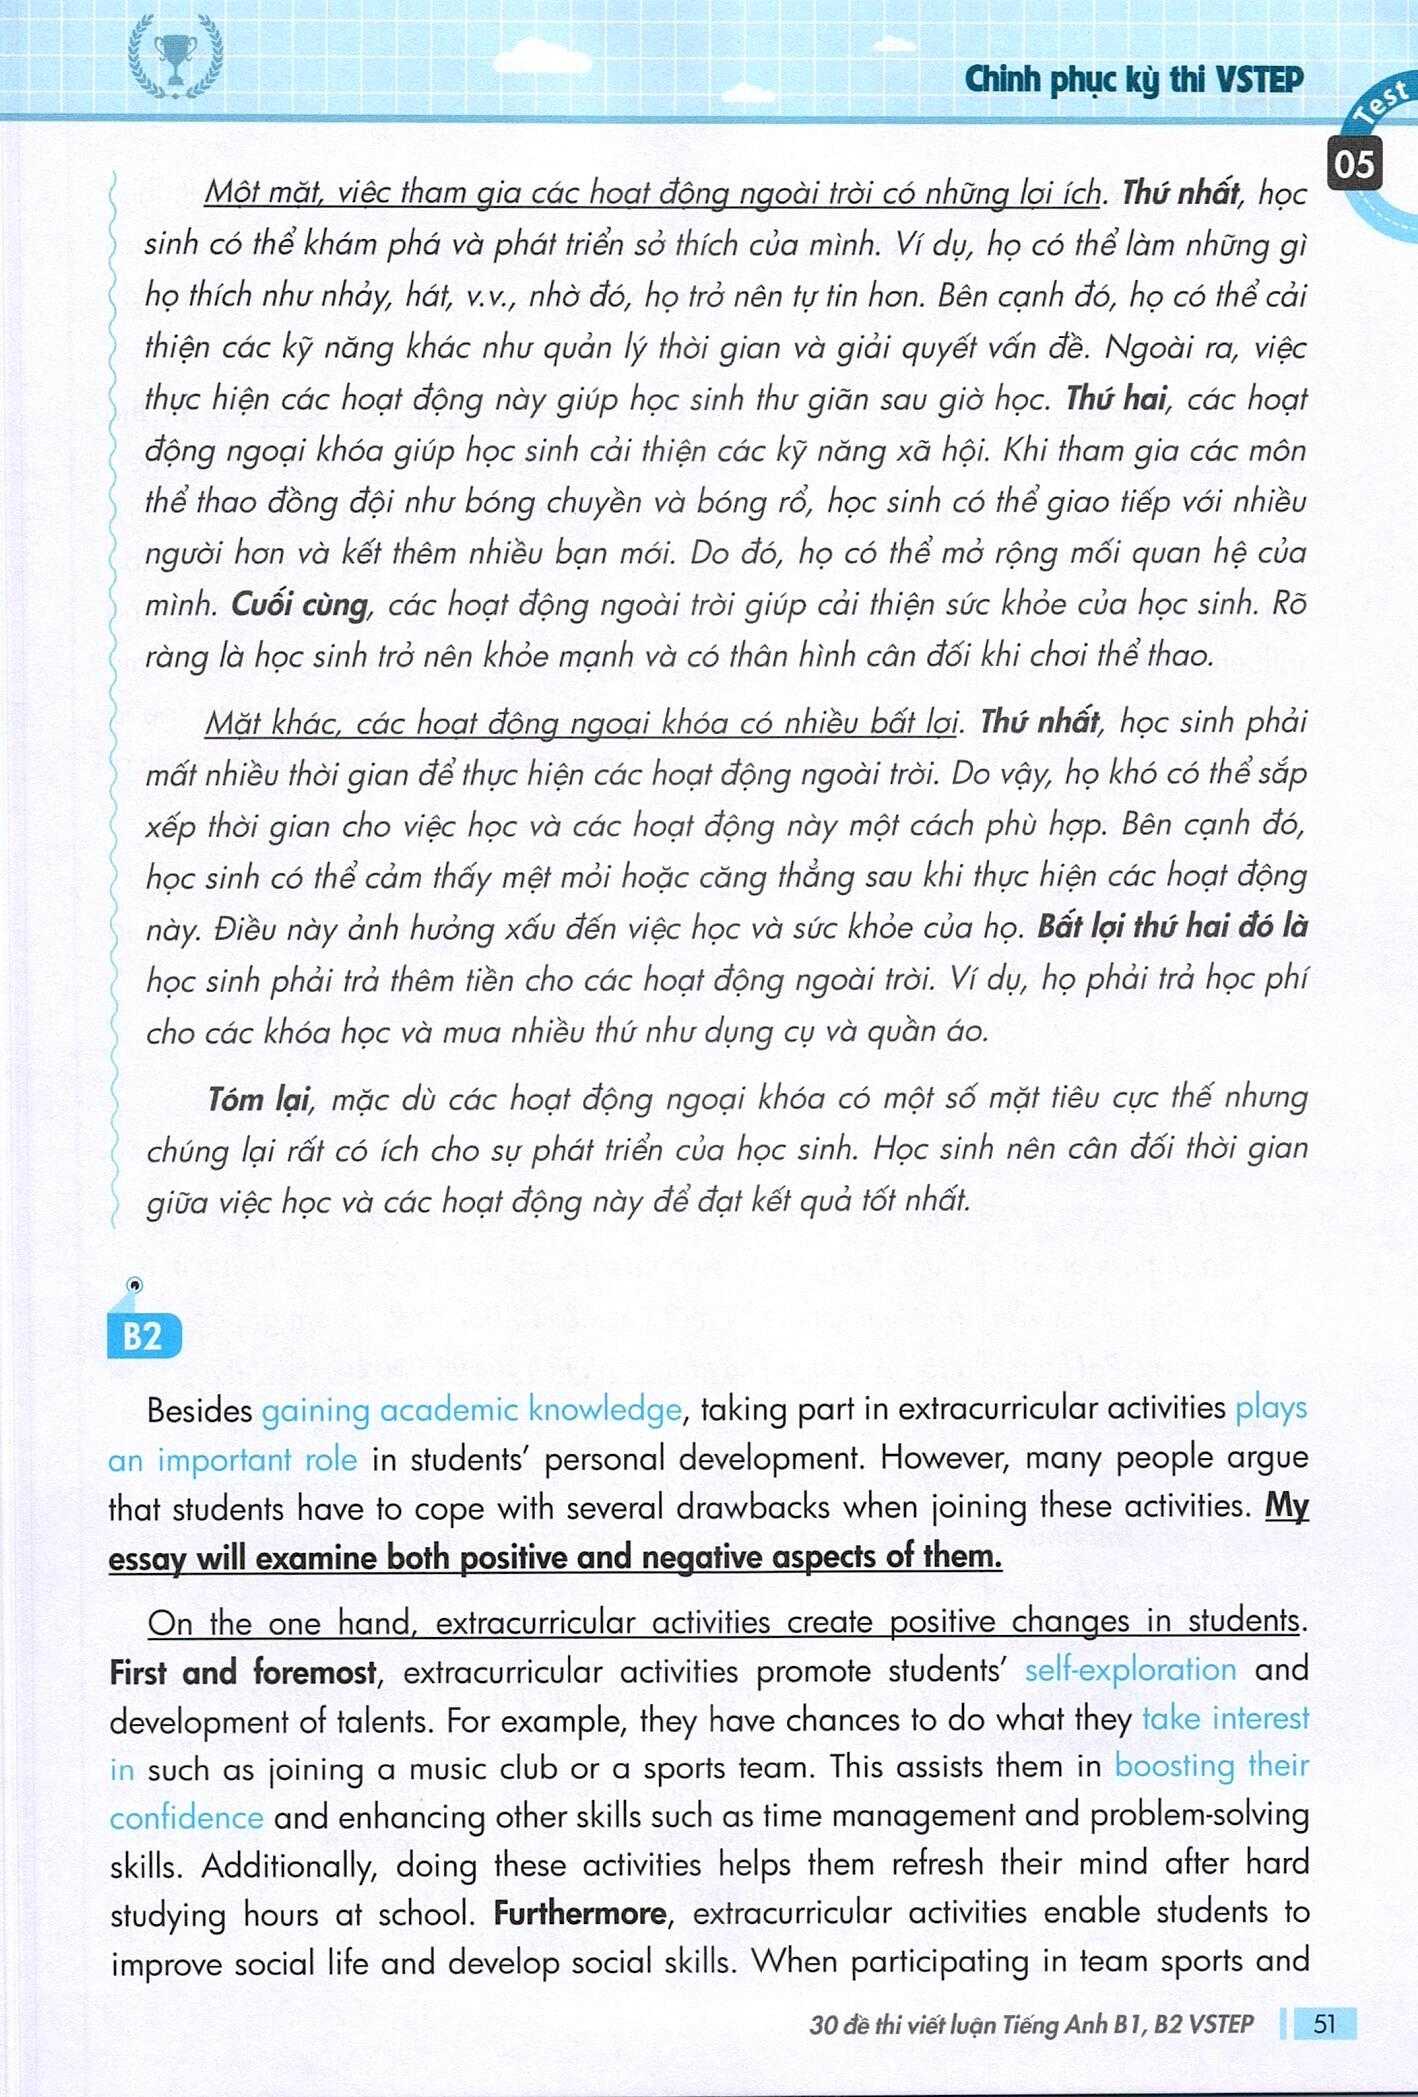 Chinh phục kỳ thi VSTEP
Test
05
Một mặt, việc tham gia các hoạt động ngoài trời có những lợi ích. Thứ nhất, học
sinh có thể khám phá và phát triển sở thích của mình. Ví dụ, họ có thể làm những gì
họ thích như nhảy, hát, v.v., nhờ đó, họ trở nên tự tin hơn. Bên cạnh đó, họ có thể cải
thiện các kỹ năng khác như quản lý thời gian và giải quyết vấn đề. Ngoài ra, việc
thực hiện các hoạt động này giúp học sinh thư giãn sau giờ học. Thứ hai, các hoạt
động ngoại khóa giúp học sinh cải thiện các kỹ năng xã hội. Khi tham gia các môn
thể thao đồng đội như bóng chuyền và bóng rổ, học sinh có thể giao tiếp với nhiều
người hơn và kết thêm nhiều bạn mới. Do đó, họ có thể mở rộng mối quan hệ của
mình. Cuối cùng, các hoạt động ngoài trời giúp cải thiện sức khỏe của học sinh. Rõ
ràng là học sinh trở nên khỏe mạnh và có thân hình cân đối khi chơi thể thao.
Mặt khác, các hoạt động ngoại khóa có nhiều bất lợi. Thứ nhất, học sinh phải
mất nhiều thời gian để thực hiện các hoạt động ngoài trời. Do vậy, họ khó có thể sắp
xếp thời gian cho việc học và các hoạt động này một cách phù hợp. Bên cạnh đó,
học sinh có thể cảm thấy mệt mỏi hoặc căng thẳng sau khi thực hiện các hoạt động
này. Điều này ảnh hưởng xấu đến việc học và sức khỏe của họ. Bất lợi thứ hai đó là
học sinh phải trả thêm tiền cho các hoạt động ngoài trời. Ví dụ, họ phải trả học phí
cho các khóa học và mua nhiều thứ như dụng cụ và quần áo.
Tóm lại, mặc dù các hoạt động ngoại khóa có một số mặt tiêu cực thế nhưng
chúng lại rất có ích cho sự phát triển của học sinh. Học sinh nên cân đối thời gian
giữa việc học và các hoạt động này để đạt kết quả tốt nhất.
B2
Besides gaining academic knowledge, taking part in extracurricular activities plays
an important role in students' personal development. However, many people argue
that students have to cope with several drawbacks when joining these activities. My
essay will examine both positive and negative aspects of them.
On the one hand, extracurricular activities create positive changes in students.
First and foremost, extracurricular activities promote students' self-exploration and
development of talents. For example, they have chances to do what they take interest
in such as joining a music club or a sports team. This assists them in boosting their
confidence and enhancing other skills such as time management and problem-solving
skills. Additionally, doing these activities helps them refresh their mind after hard
studying hours at school. Furthermore, extracurricular activities enable students to
improve social life and develop social skills. When participating in team sports and
30 đề thi viết luận Tiếng Anh B1, B2 VSTEP 51